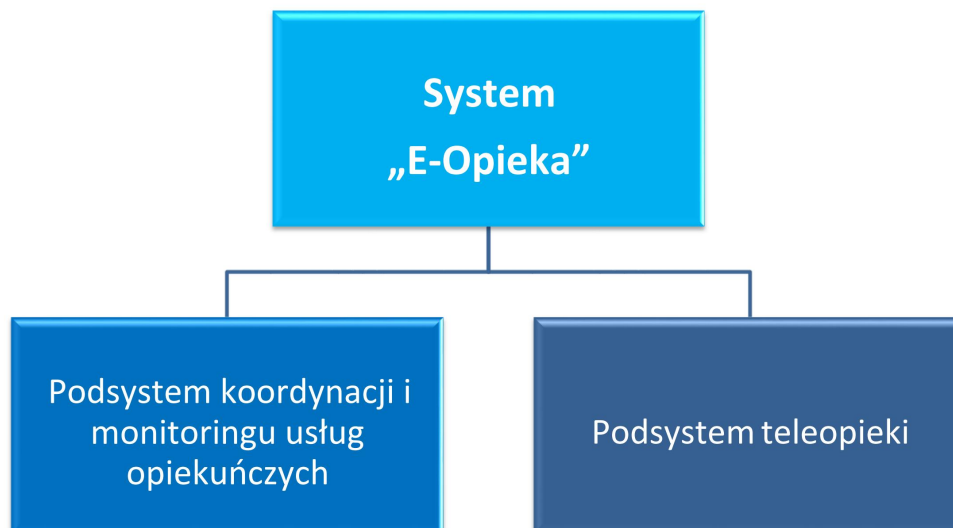 System
„E-Opieka”
Podsystem koordynacji i
monitoringu usług
opiekuńczych
Podsystem teleopieki